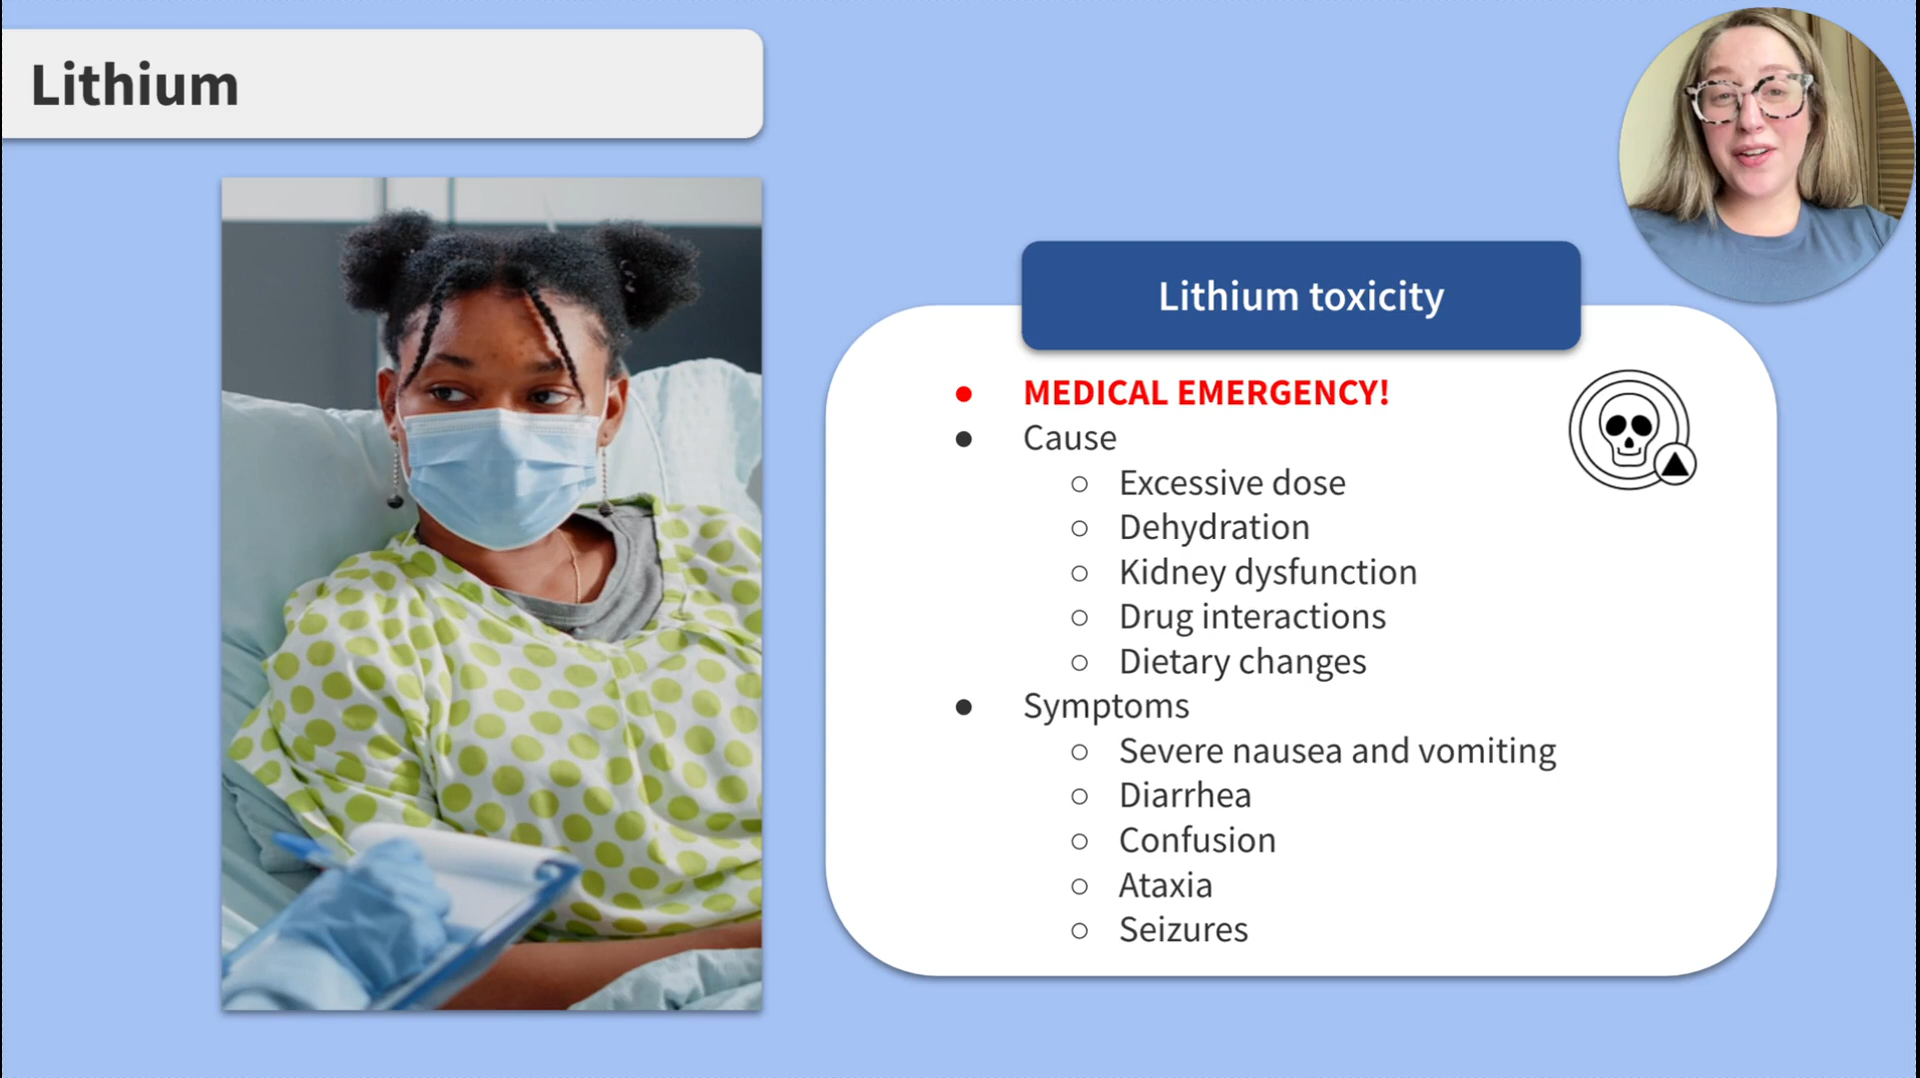 Lithium
Lithium toxicity
MEDICAL EMERGENCY!
Cause
Excessive dose
Dehydration
Kidney dysfunction
Drug interactions
Dietary changes
Symptoms
Severe nausea and vomiting
Diarrhea
Confusion
Ataxia
Seizures